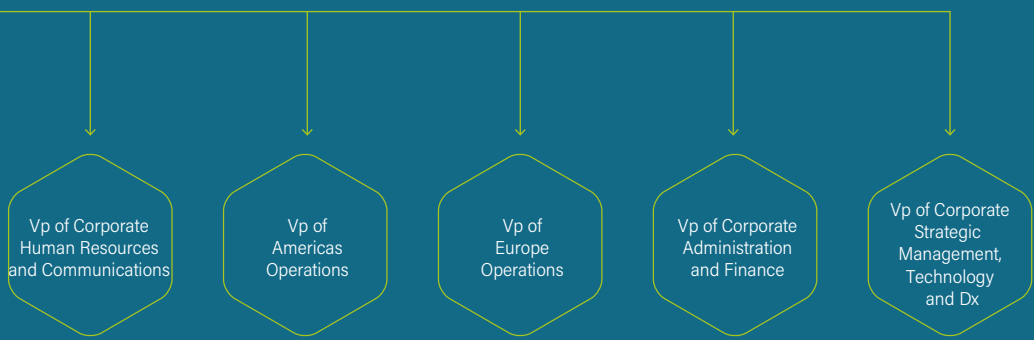 Vp of Corporate
Human Resources
and Communications
Vp of
Americas
Operations
Vp of
Europe
Operations
Vp of Corporate
Administration
and Finance
Vp of Corporate
Strategic
Management,
Technology
and Dx